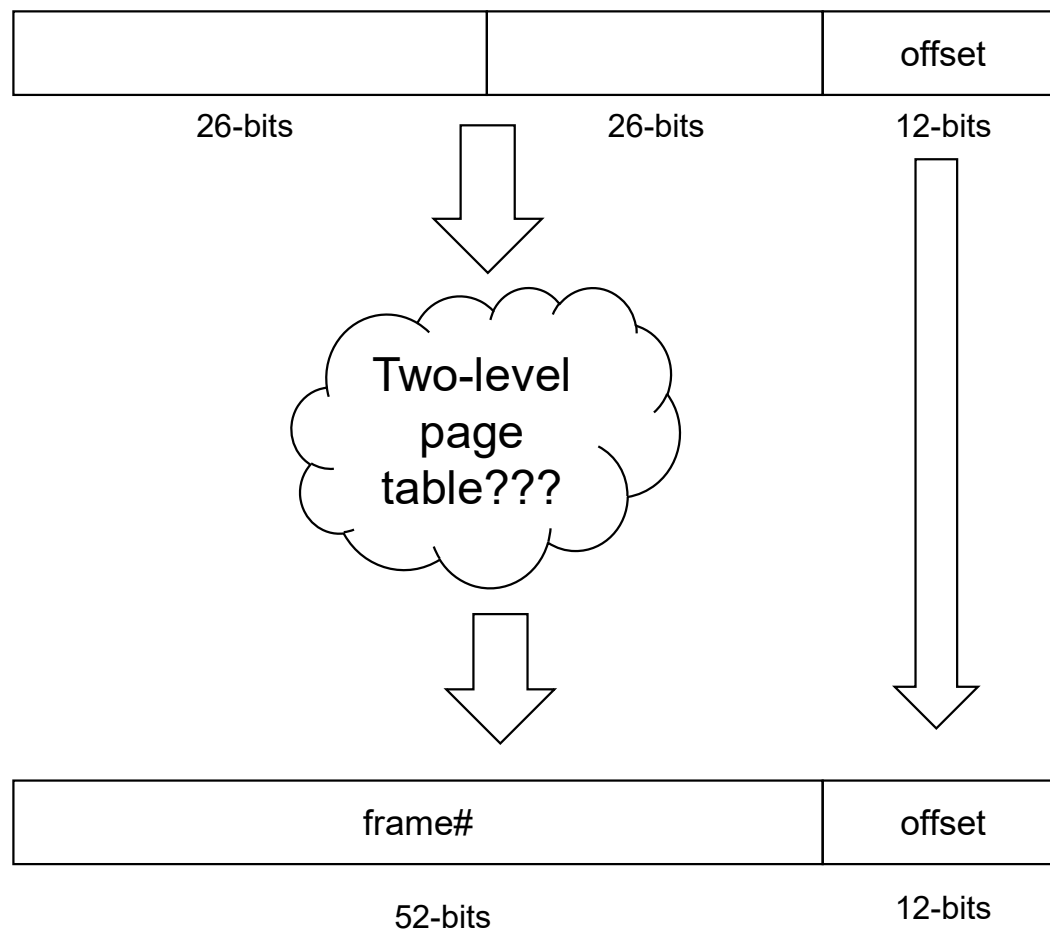 offset
26-bits
26-bits
12-bits
Two-level
page
table???
frame#
offset
52-bits
12-bits